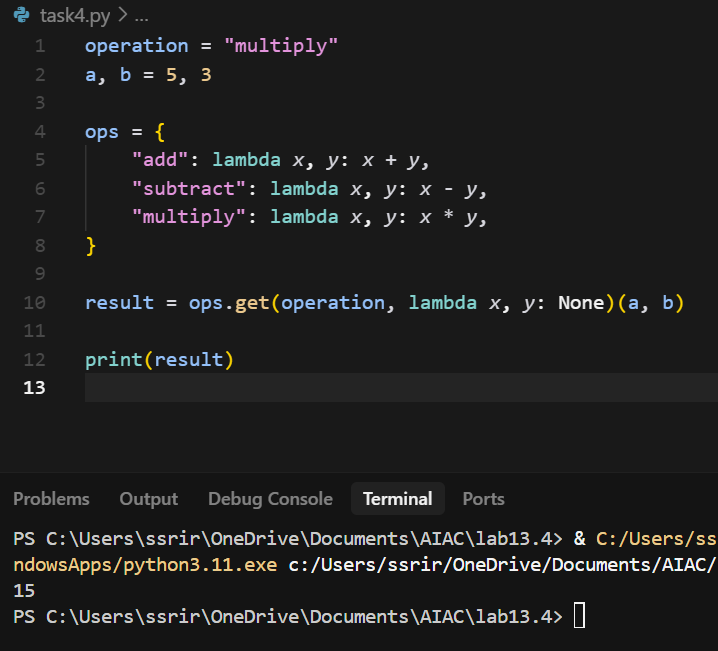 task4.py > ...
1 operation = "multiply"
2 a, b = 5, 3
3
4 ops = {
5     "add": lambda x, y: x + y,
6     "subtract": lambda x, y: x - y,
7     "multiply": lambda x, y: x * y,
8 }
9
10 result = ops.get(operation, lambda x, y: None)(a, b)
11
12 print(result)
13
Problems Output Debug Console Terminal Ports
PS C:\Users\ssrir\OneDrive\Documents\AIAC\lab13.4> & C:/Users/ss
ndowsApps/python3.11.exe c:/Users/ssrir/OneDrive/Documents/AIAC/
15
PS C:\Users\ssrir\OneDrive\Documents\AIAC\lab13.4>